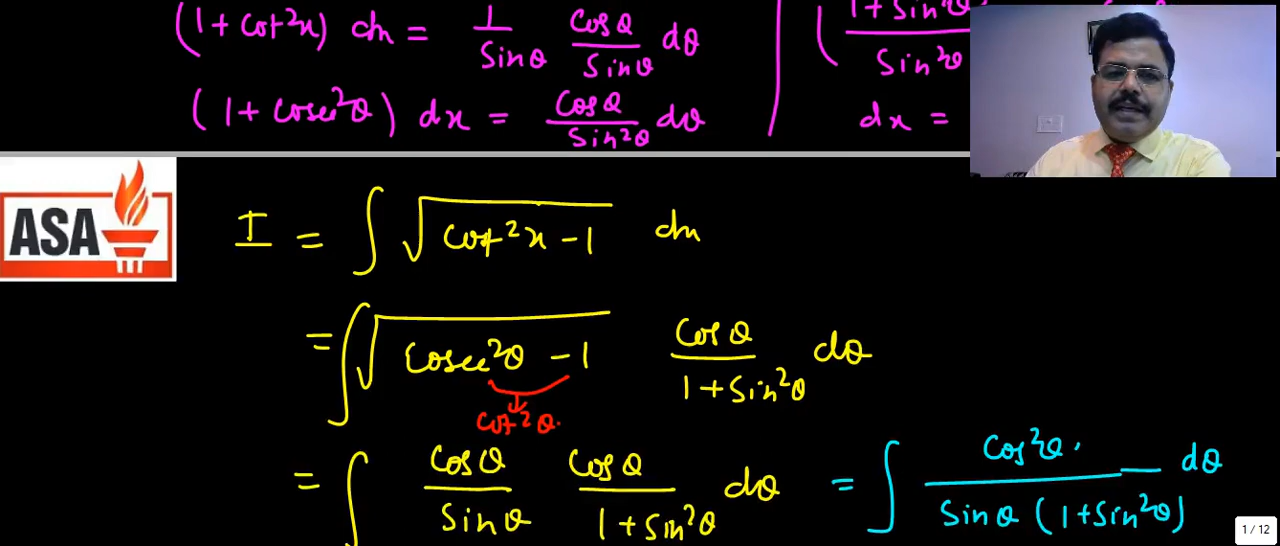 (1 + cot²x) dx = 1/Sinθ Cosθ/Sinθ dθ
(1 + Sin²θ / Sin²θ
(1 + Cosec²θ) dx = Cosθ/Sin²θ dθ
dx =
ASA
I = ∫ √(cot²x − 1) dx
= ∫ √(Cosec²θ − 1) Cosθ/(1 + Sin²θ) dθ
cot²θ.
= ∫ Cosθ/Sinθ Cosθ/(1 + Sin²θ) dθ = ∫ Cos²θ/(Sinθ (1 + Sin²θ)) dθ
1 / 12